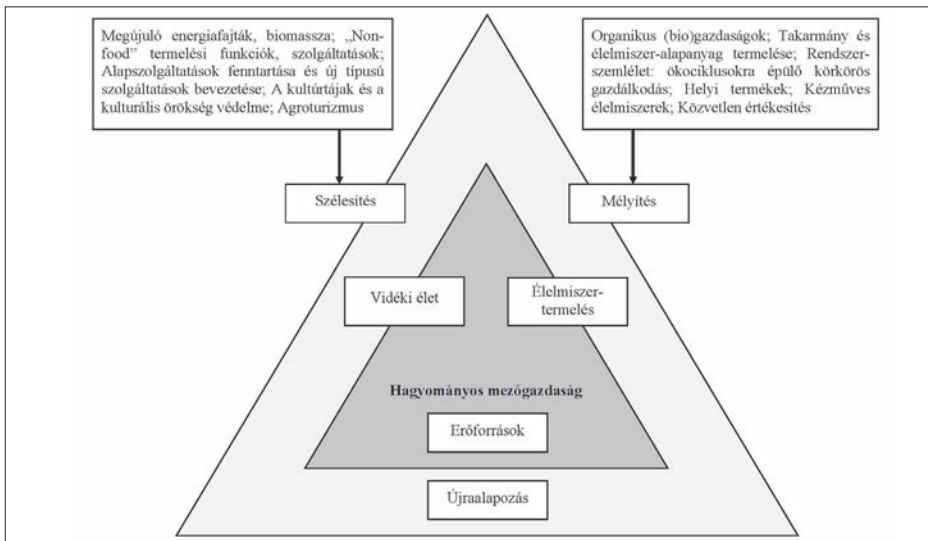 Megújuló energiafajták, biomassza; „Non-
food” termelési funkciók, szolgáltatások;
Alapszolgáltatások fenntartása és új típusú
szolgáltatások bevezetése; A kultúrtájak és a
kulturális örökség védelme; Agroturizmus
Organikus (bio)gazdaságok; Takarmány és
élelmiszer-alapanyag termelése; Rendszer-
szemlélet: ökociklusokra épülő körkörös
gazdálkodás; Helyi termékek; Kézműves
élelmiszerek; Közvetlen értékesítés
Szélesítés
Mélyítés
Vidéki élet
Élelmiszer-
termelés
Hagyományos mezőgazdaság
Erőforrások
Újraalapozás